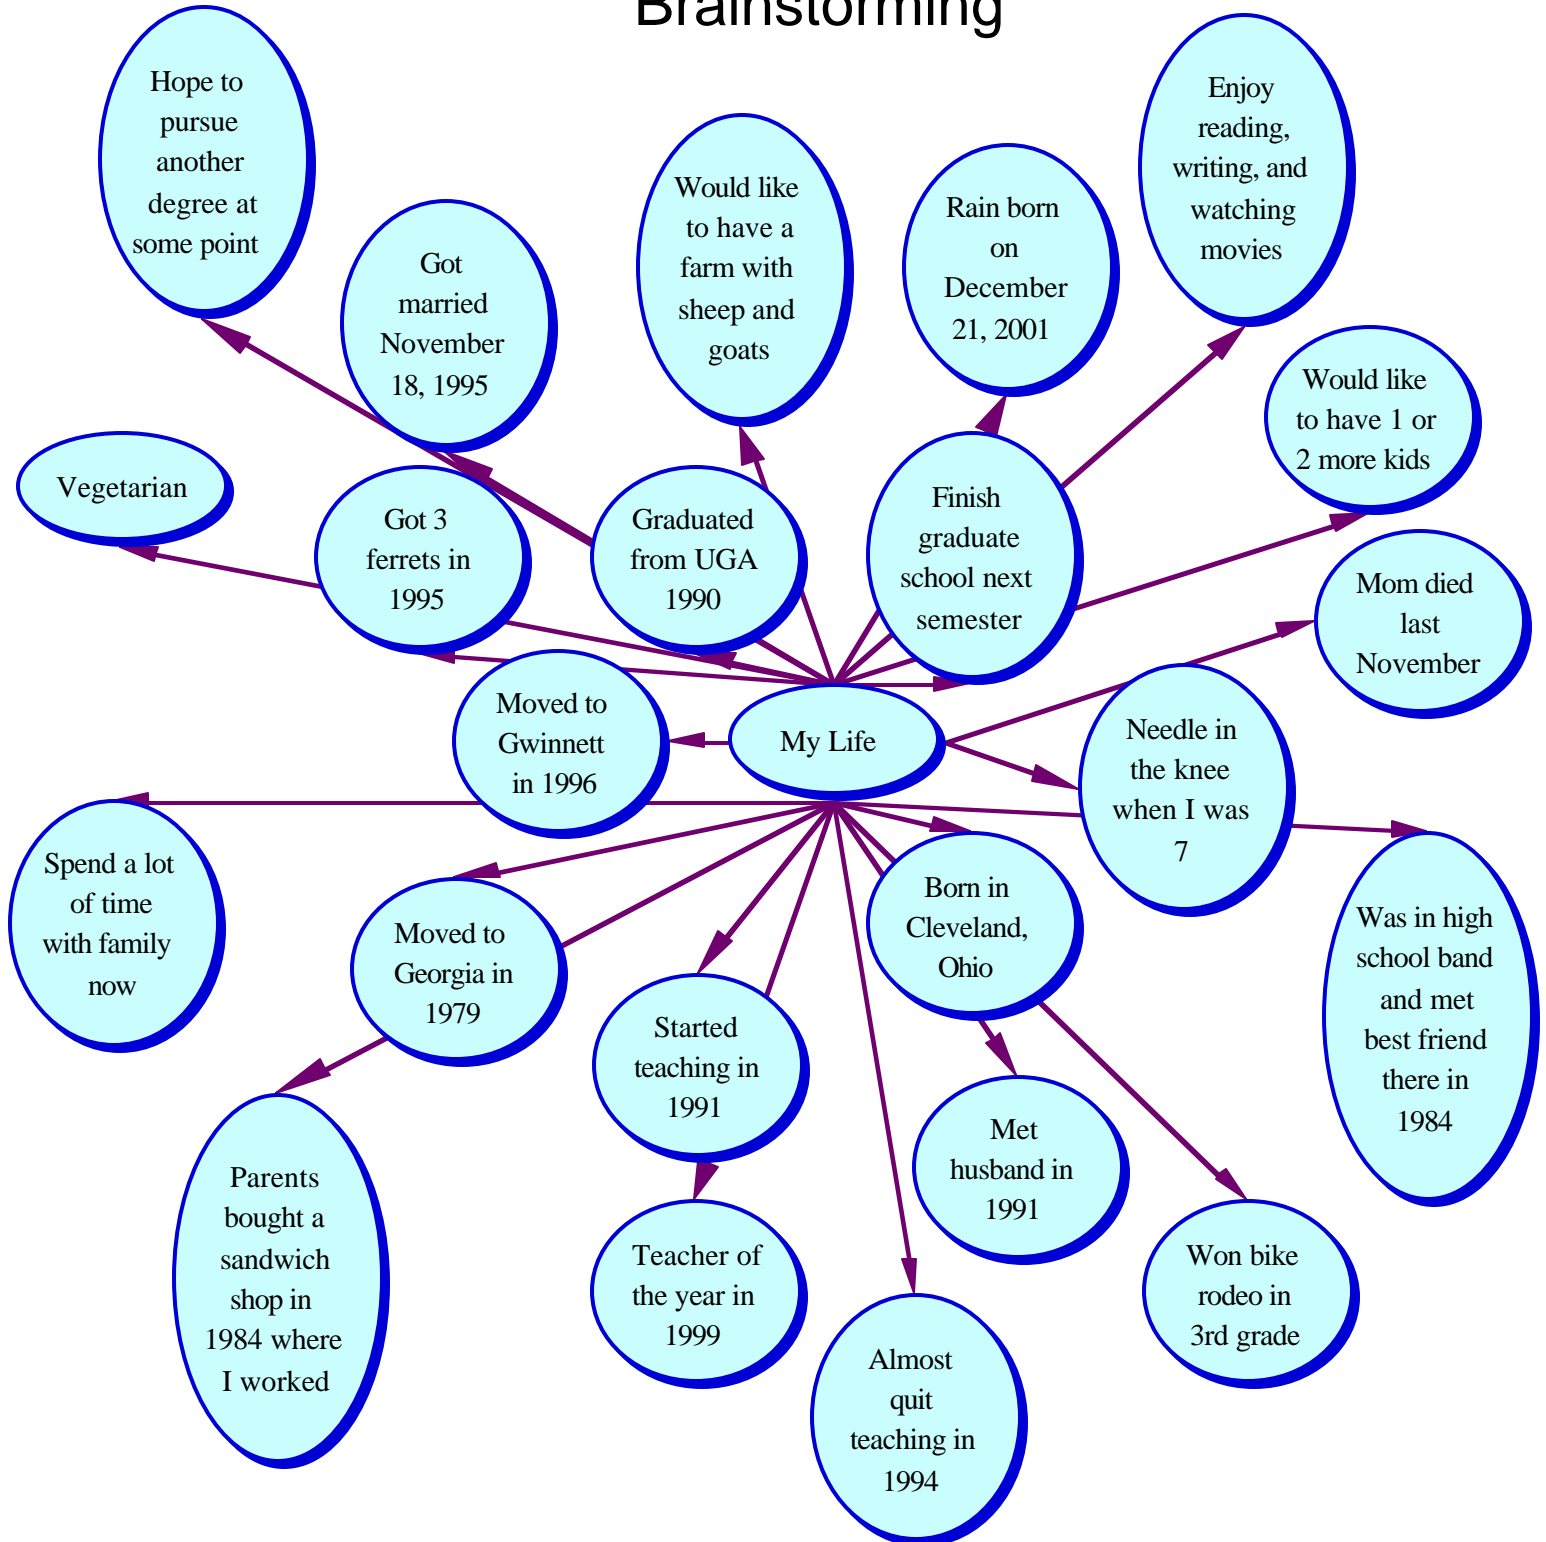 Brainstorming
Hope to
pursue
another
degree at
some point
Got
married
November
18, 1995
Would like
to have a
farm with
sheep and
goats
Rain born
on
December
21, 2001
Enjoy
reading,
writing, and
watching
movies
Would like
to have 1 or
2 more kids
Vegetarian
Got 3
ferrets in
1995
Graduated
from UGA
1990
Finish
graduate
school next
semester
Mom died
last
November
Moved to
Gwinnett
in 1996
My Life
Needle in
the knee
when I was
7
Spend a lot
of time
with family
now
Moved to
Georgia in
1979
Started
teaching in
1991
Born in
Cleveland,
Ohio
Was in high
school band
and met
best friend
there in
1984
Parents
bought a
sandwich
shop in
1984 where
I worked
Teacher of
the year in
1999
Met
husband in
1991
Almost
quit
teaching in
1994
Won bike
rodeo in
3rd grade